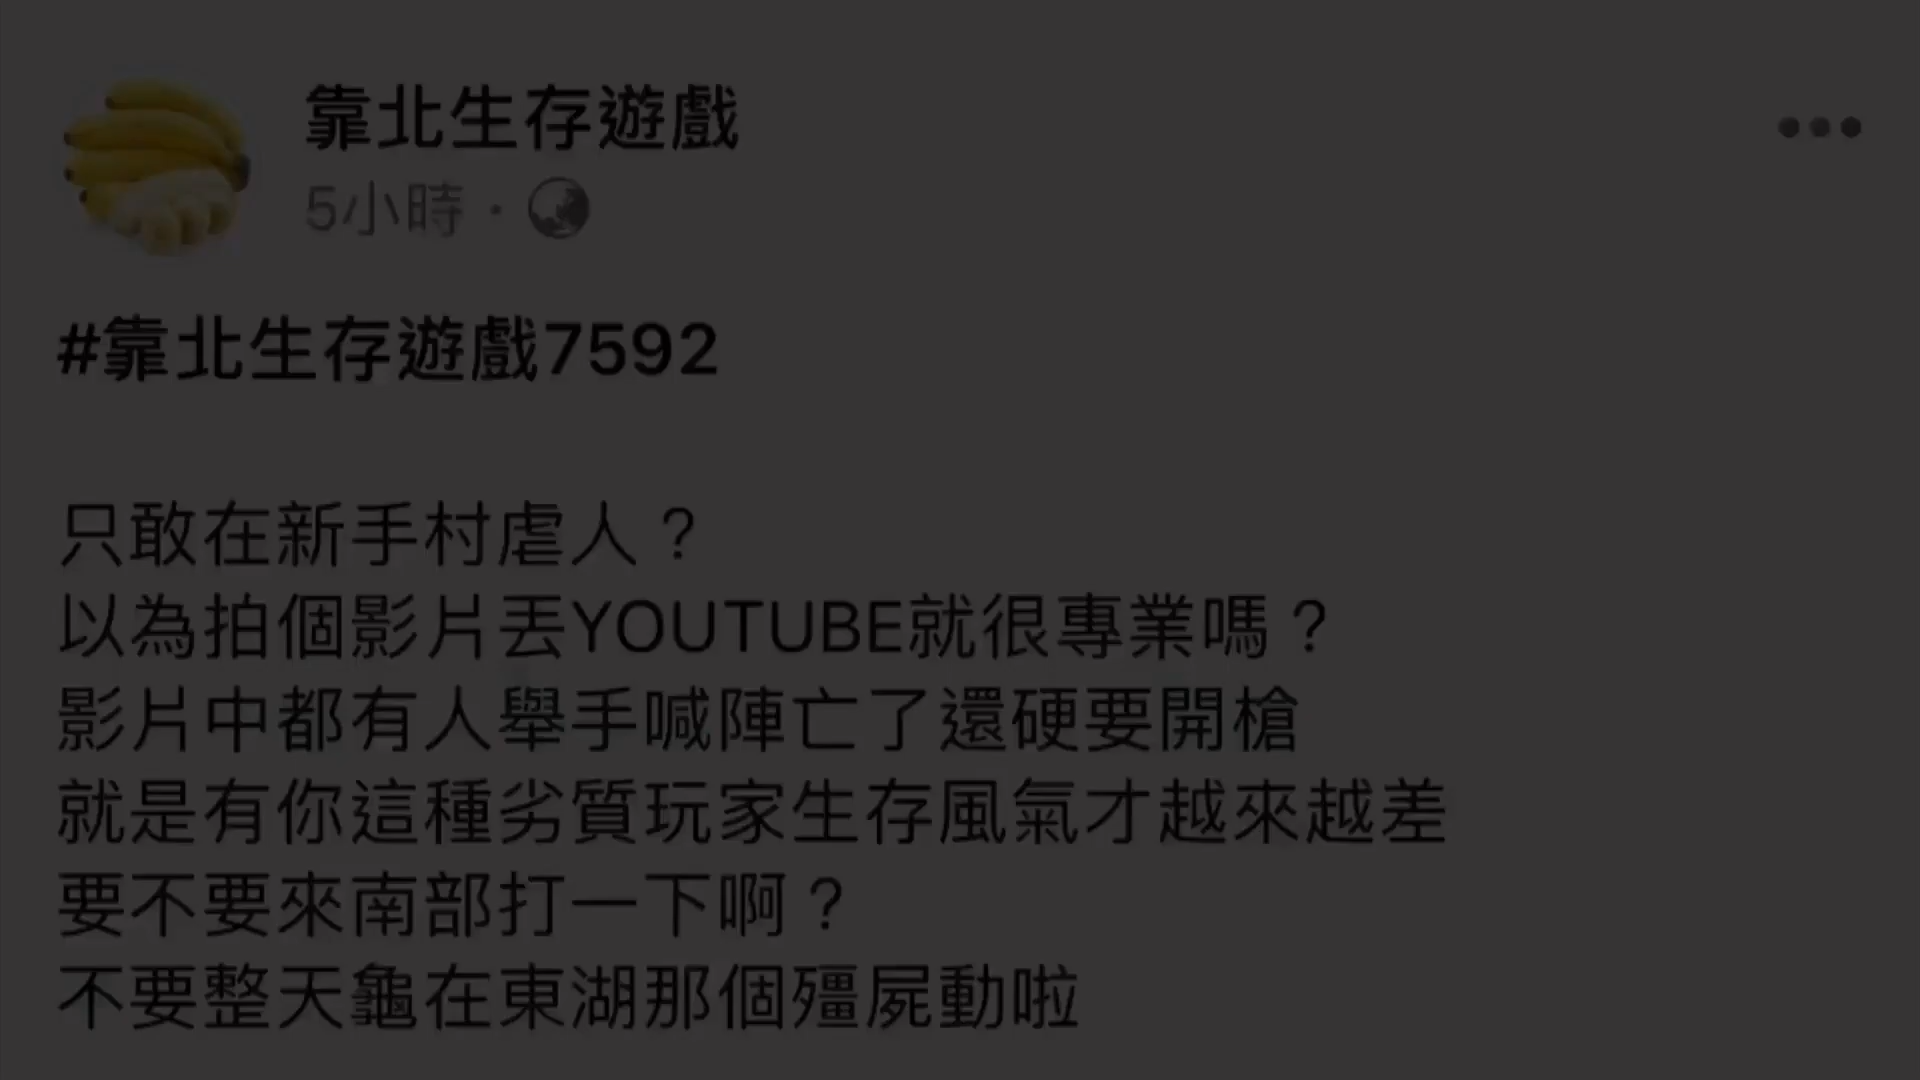 靠北生存遊戲
5小時 ·
#靠北生存遊戲7592
只敢在新手村虐人？
以為拍個影片丟YOUTUBE就很專業嗎？
影片中都有人舉手喊陣亡了還硬要開槍
就是有你這種劣質玩家生存風氣才越來越差
要不要來南部打一下啊？
不要整天龜在東湖那個殭屍動啦